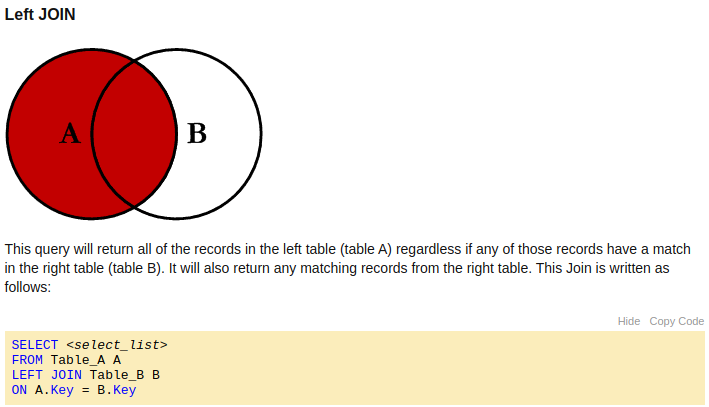 Left JOIN
A B
This query will return all of the records in the left table (table A) regardless if any of those records have a match
in the right table (table B). It will also return any matching records from the right table. This Join is written as
follows:
Hide Copy Code
SELECT <select_list>
FROM Table_A A
LEFT JOIN Table_B B
ON A.Key = B.Key